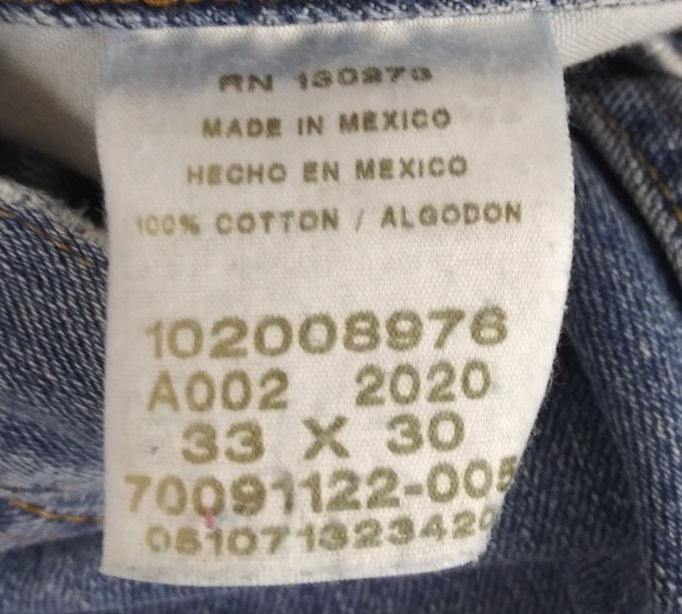 RN 130273
MADE IN MEXICO
HECHO EN MEXICO
100% COTTON / ALGODON
102008976
A002 2020
33 X 30
70091122-005
051071323420